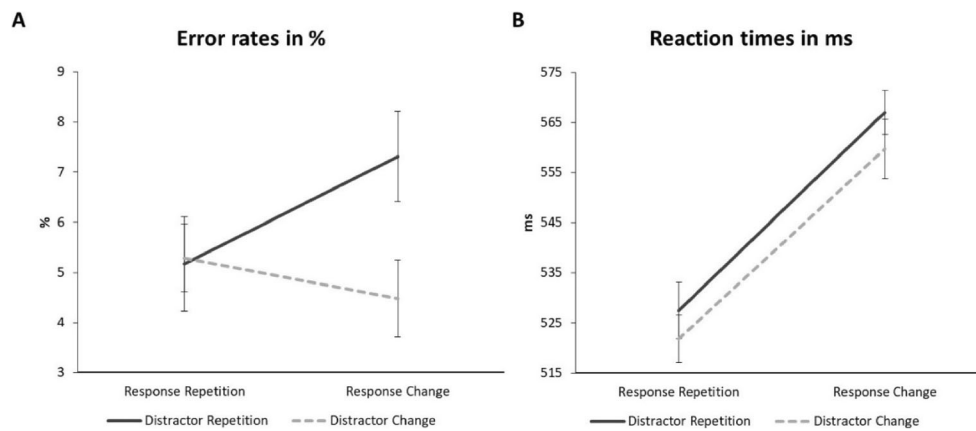 A
Error rates in %
9
8
7
6
5
4
3
%
Response Repetition Response Change
Distractor Repetition Distractor Change
B
Reaction times in ms
575
565
555
545
535
525
515
ms
Response Repetition Response Change
Distractor Repetition Distractor Change